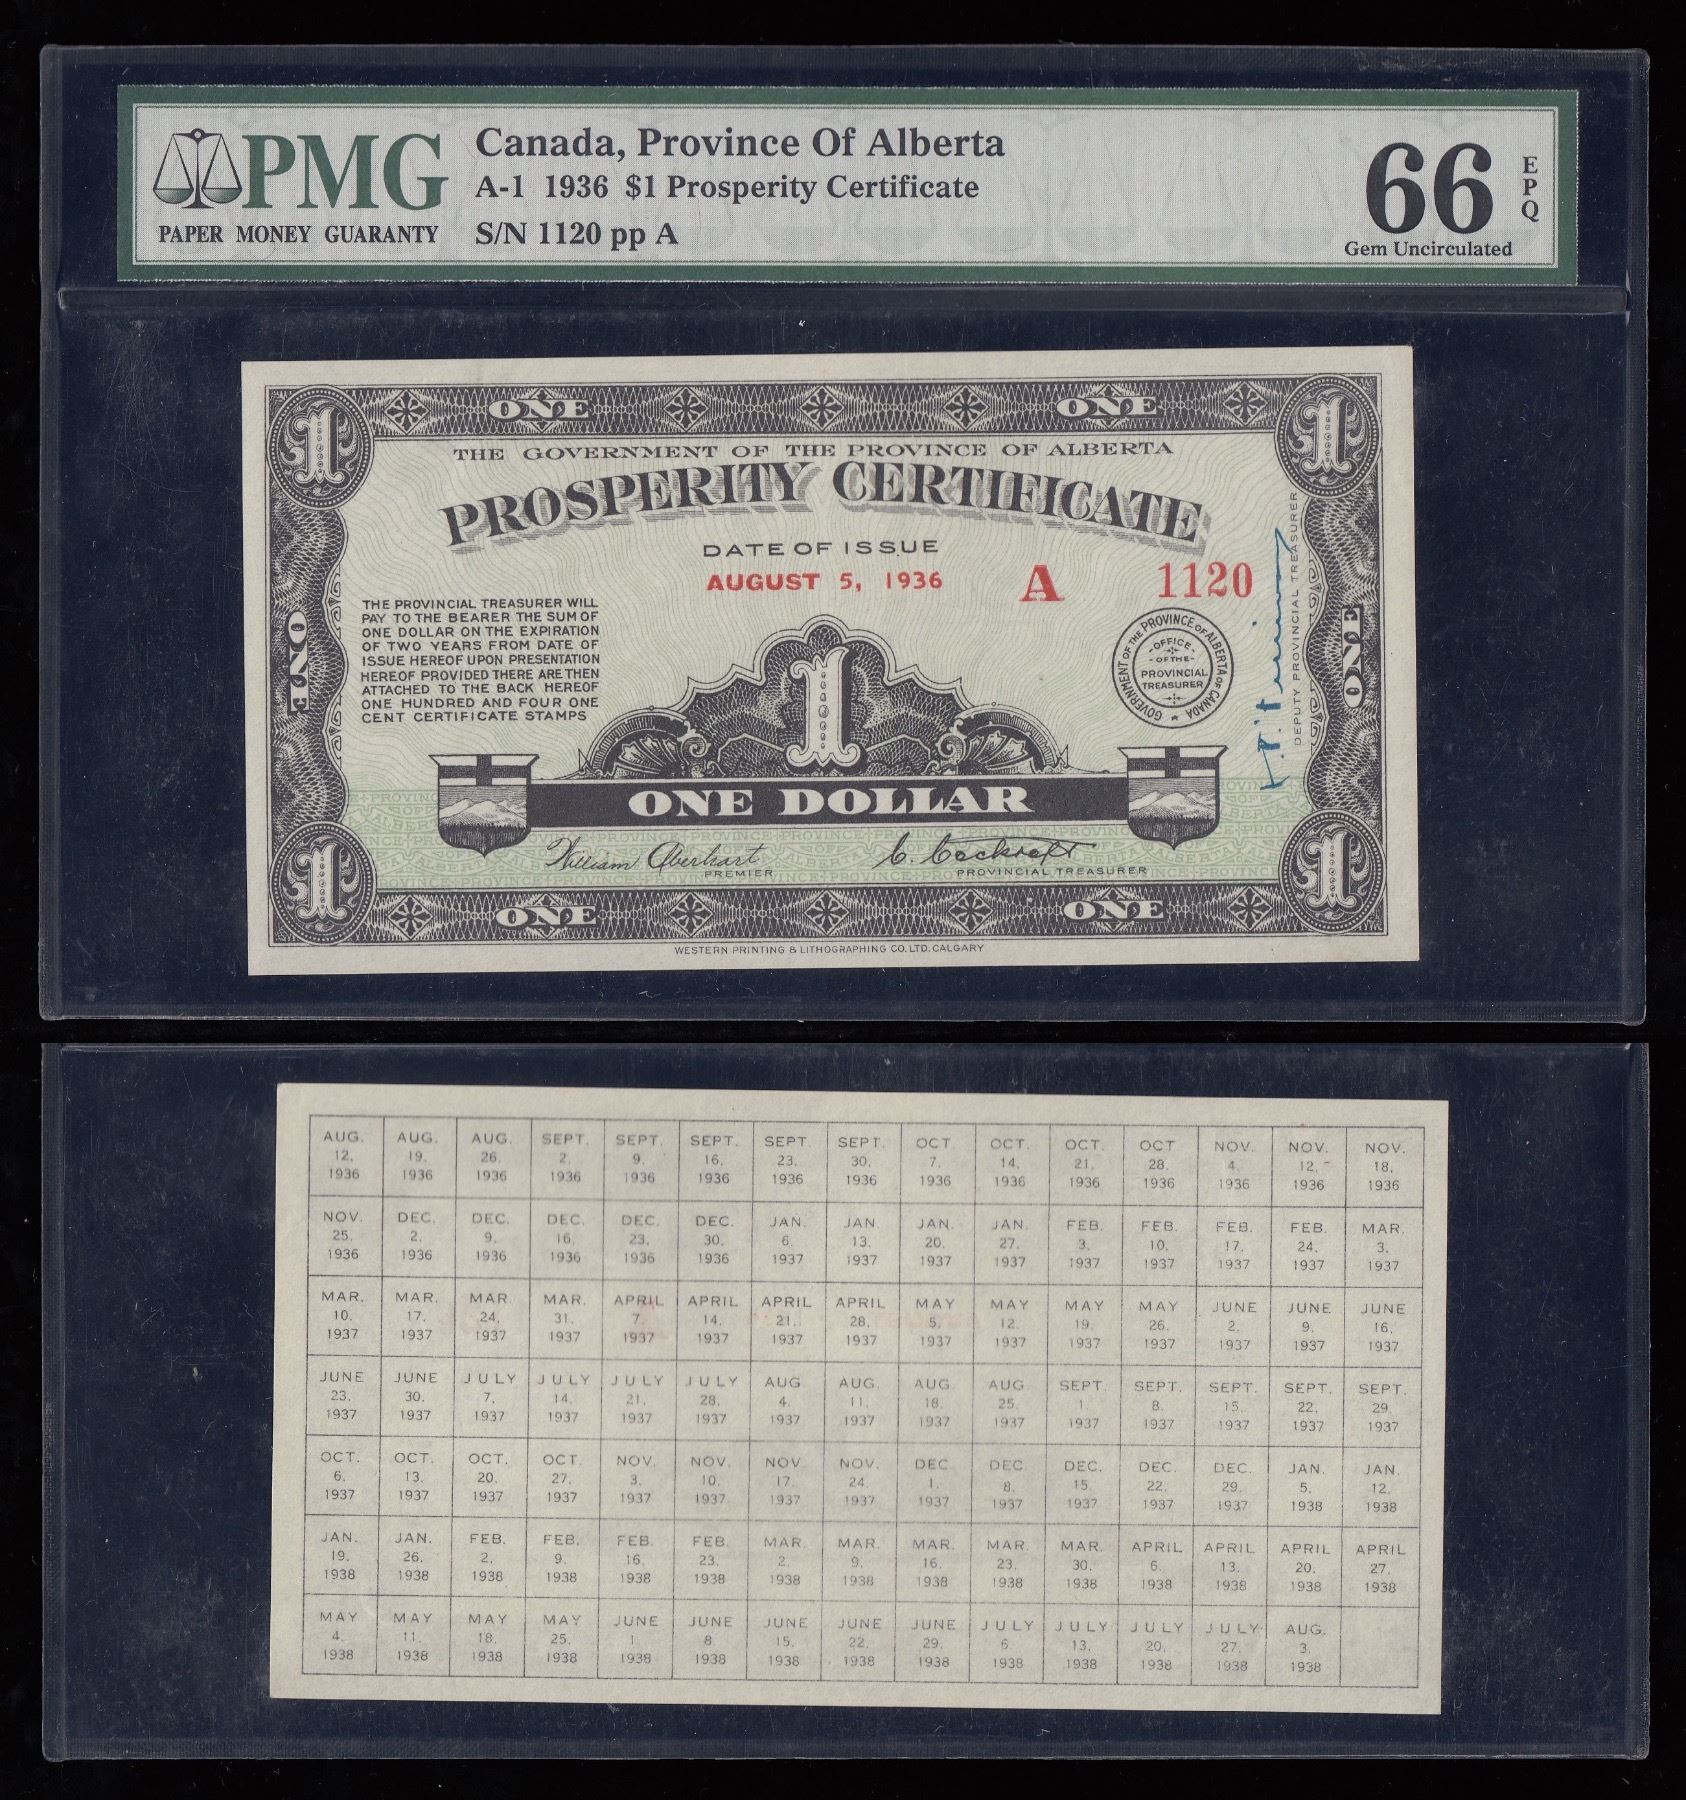 PMG
PAPER MONEY GUARANTY
Canada, Province Of Alberta
A-1 1936 $1 Prosperity Certificate
S/N 1120 pp A
66
EPQ
Gem Uncirculated
1 ONE ONE 1
THE GOVERNMENT OF THE PROVINCE OF ALBERTA
PROSPERITY CERTIFICATE
DATE OF ISSUE
AUGUST 5, 1936
A 1120
THE PROVINCIAL TREASURER WILL
PAY TO THE BEARER THE SUM OF
ONE DOLLAR ON THE EXPIRATION
OF TWO YEARS FROM DATE OF
ISSUE HEREOF UPON PRESENTATION
HEREOF PROVIDED THERE ARE THEN
ATTACHED TO THE BACK HEREOF
ONE HUNDRED AND FOUR ONE
CENT CERTIFICATE STAMPS
ONE
1
GOVERNMENT OF THE PROVINCE OF ALBERTA OF CANADA
-OFFICE-
-OF THE-
PROVINCIAL
TREASURER
DEPUTY PROVINCIAL TREASURER
ONE
ONE DOLLAR
William Aberhart
PREMIER
C. Cockroft
PROVINCIAL TREASURER
1 ONE ONE 1
WESTERN PRINTING & LITHOGRAPHING CO. LTD. CALGARY
AUG. AUG. AUG. SEPT. SEPT. SEPT. SEPT. SEPT. OCT. OCT. OCT. OCT NOV. NOV. NOV.
12, 19, 26, 2, 9, 16, 23, 30, 7, 14, 21, 28, 4, 12, 18,
1936 1936 1936 1936 1936 1936 1936 1936 1936 1936 1936 1936 1936 1936 1936
NOV. DEC. DEC. DEC. DEC. DEC. JAN. JAN. JAN. JAN. FEB. FEB. FEB. FEB. MAR.
25, 2, 9, 16, 23, 30, 6, 13, 20, 27, 3, 10, 17, 24, 3,
1936 1936 1936 1936 1936 1936 1937 1937 1937 1937 1937 1937 1937 1937 1937
MAR. MAR. MAR. MAR. APRIL APRIL APRIL APRIL MAY MAY MAY MAY JUNE JUNE JUNE
10, 17, 24, 31, 7, 14, 21, 28, 5, 12, 19, 26, 2, 9, 16,
1937 1937 1937 1937 1937 1937 1937 1937 1937 1937 1937 1937 1937 1937 1937
JUNE JUNE JULY JULY JULY JULY AUG AUG. AUG. AUG SEPT. SEPT. SEPT. SEPT. SEPT.
23, 30, 7, 14, 21, 28, 4, 11, 18, 25, 1, 8, 15, 22, 29,
1937 1937 1937 1937 1937 1937 1937 1937 1937 1937 1937 1937 1937 1937 1937
OCT. OCT. OCT. OCT. NOV. NOV. NOV. NOV. DEC. DEC. DEC. DEC. DEC. JAN. JAN.
6, 13, 20, 27, 3, 10, 17, 24, 1, 8, 15, 22, 29, 5, 12,
1937 1937 1937 1937 1937 1937 1937 1937 1937 1937 1937 1937 1937 1938 1938
JAN. JAN. FEB. FEB. FEB. FEB. MAR. MAR. MAR. MAR. MAR. APRIL APRIL APRIL APRIL
19, 26, 2, 9, 16, 23, 2, 9, 16, 23, 30, 6, 13, 20, 27,
1938 1938 1938 1938 1938 1938 1938 1938 1938 1938 1938 1938 1938 1938 1938
MAY MAY MAY MAY JUNE JUNE JUNE JUNE JUNE JULY JULY JULY JULY AUG.
4, 11, 18, 25, 1, 8, 15, 22, 29, 6, 13, 20, 27, 3,
1938 1938 1938 1938 1938 1938 1938 1938 1938 1938 1938 1938 1938 1938